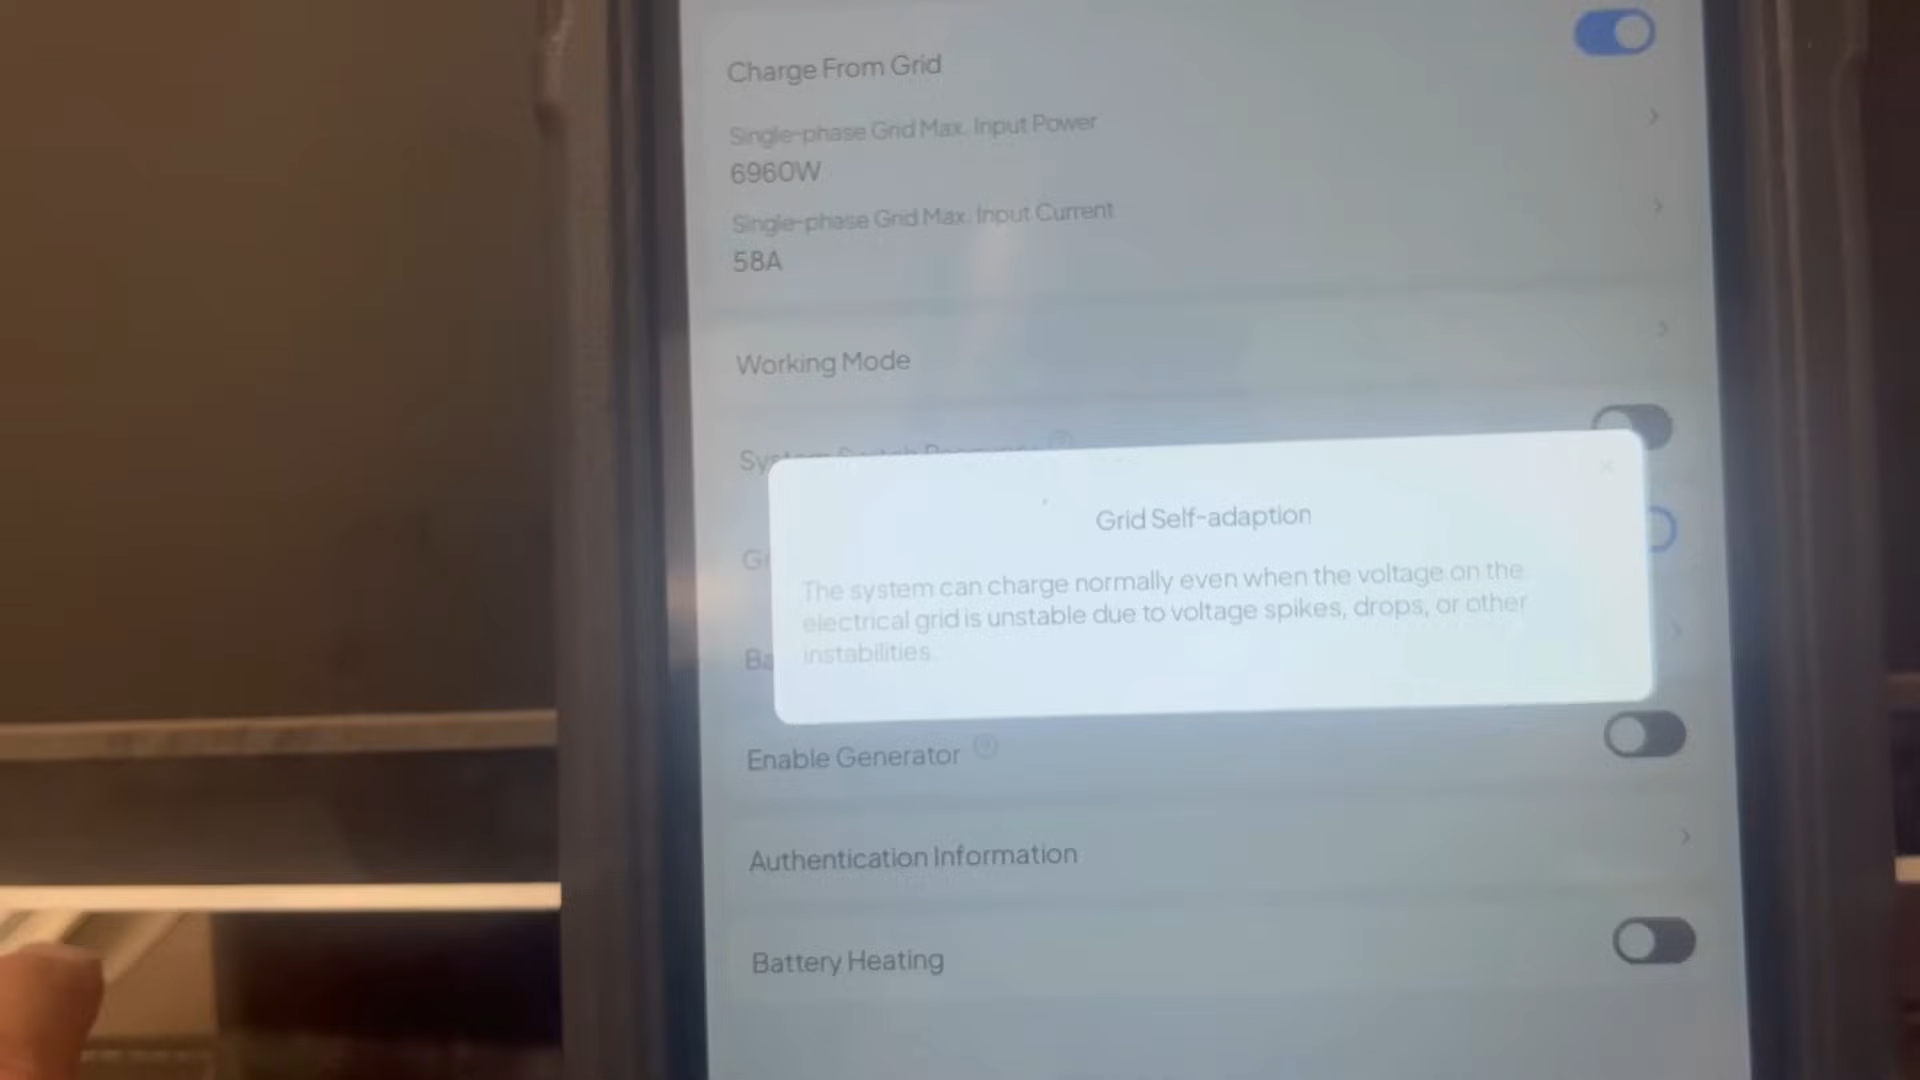 Charge From Grid
Single-phase Grid Max. Input Power
6960W
Single-phase Grid Max. Input Current
58A
Working Mode
Grid Self-adaption
The system can charge normally even when the voltage on the
electrical grid is unstable due to voltage spikes, drops, or other
instabilities
Enable Generator
Authentication Information
Battery Heating